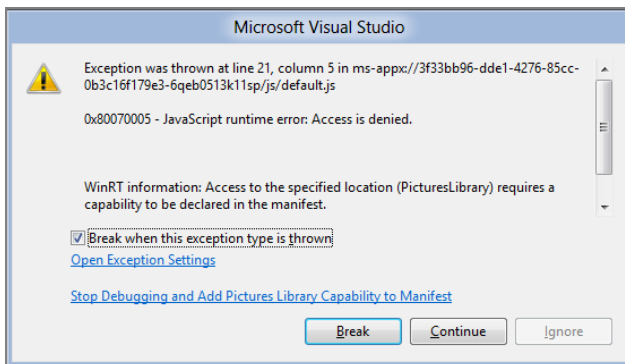 Microsoft Visual Studio
Exception was thrown at line 21, column 5 in ms-appx://3f33bb96-dde1-4276-85cc-
0b3c16f179e3-6qeb0513k11sp/js/default.js
0x80070005 - JavaScript runtime error: Access is denied.
WinRT information: Access to the specified location (PicturesLibrary) requires a
capability to be declared in the manifest.
Break when this exception type is thrown
Open Exception Settings
Stop Debugging and Add Pictures Library Capability to Manifest
Break Continue Ignore